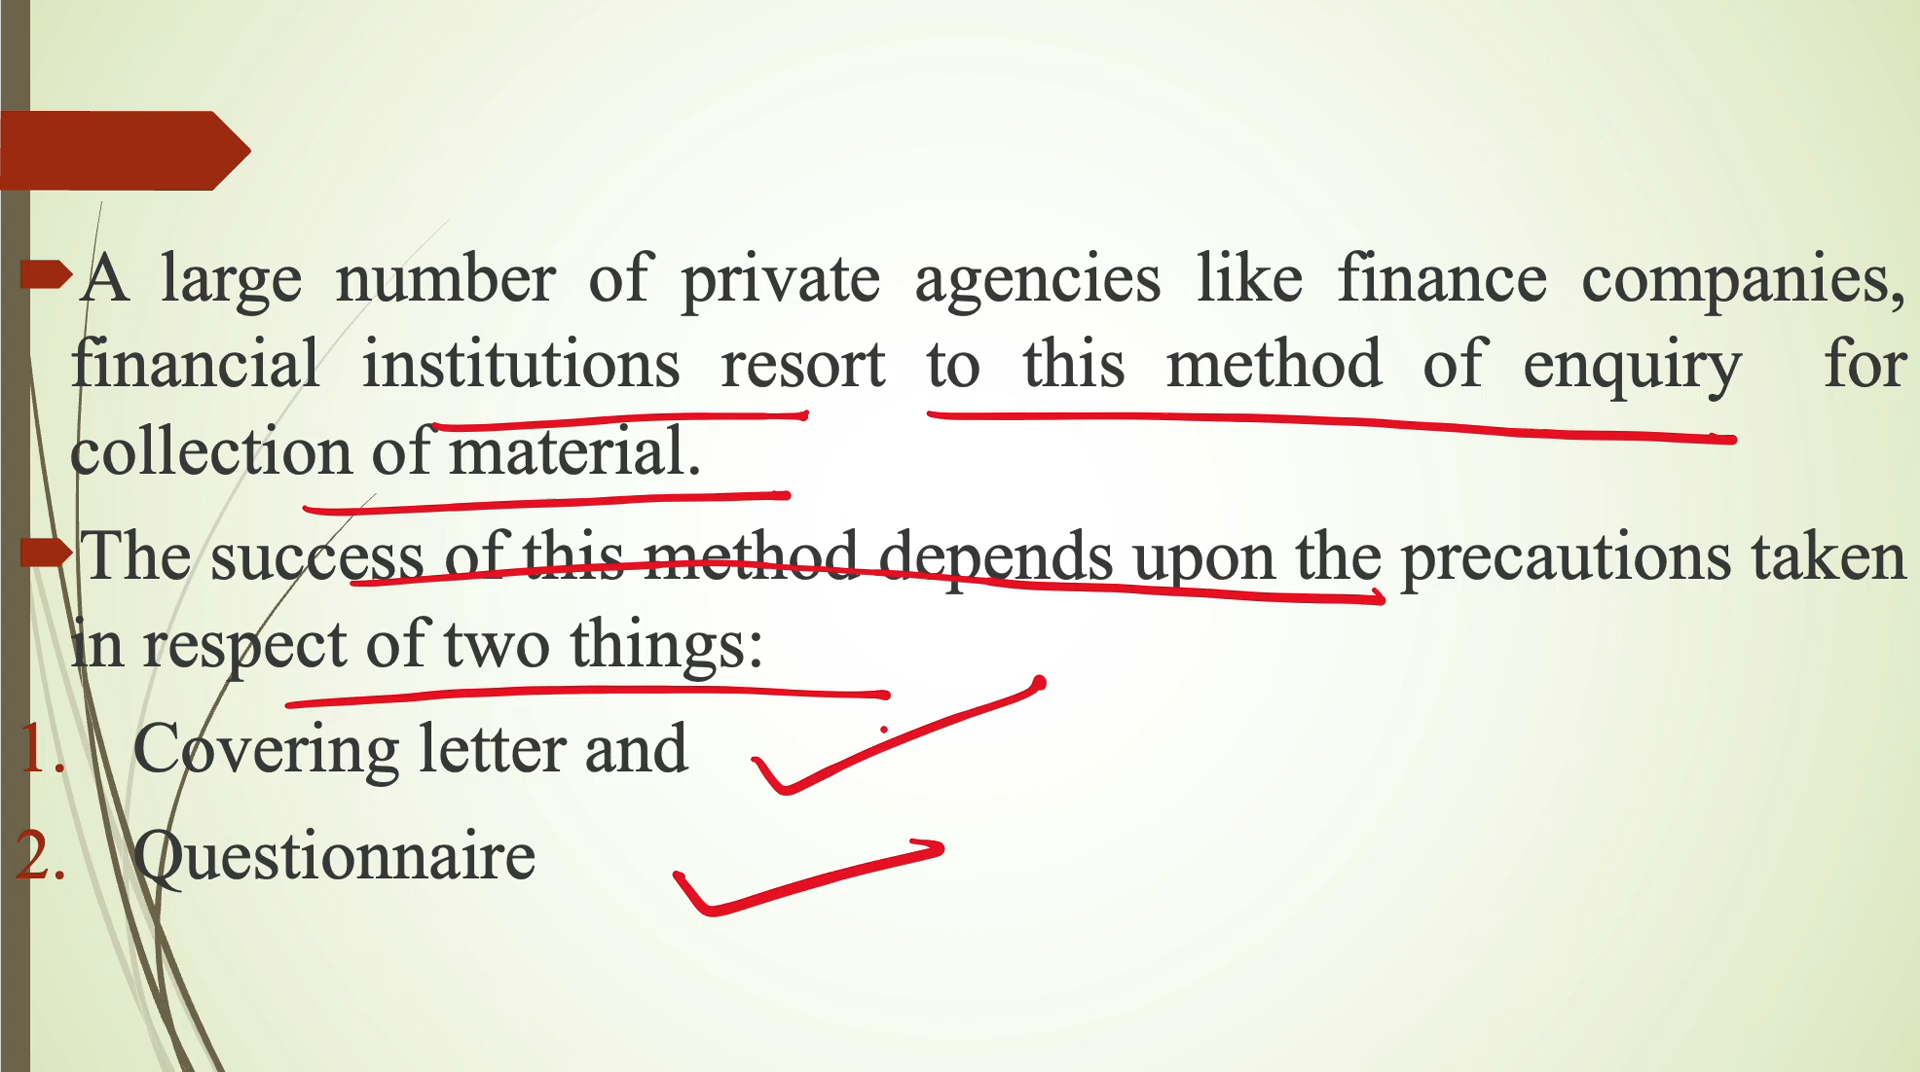 A large number of private agencies like finance companies,
financial institutions resort to this method of enquiry for
collection of material.
The success of this method depends upon the precautions taken
in respect of two things:
1. Covering letter and
2. Questionnaire